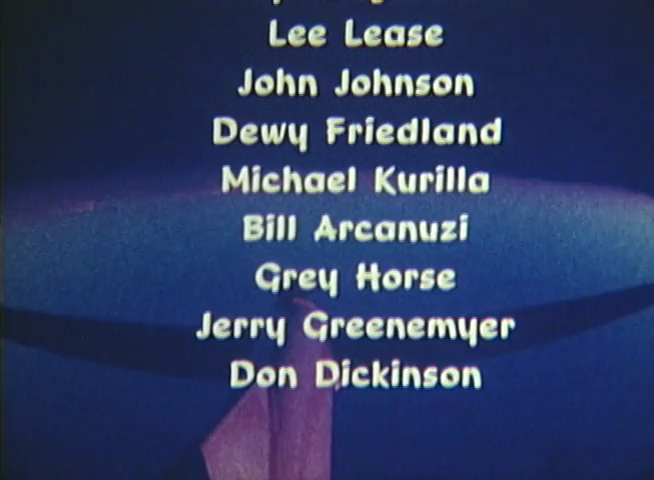 Lee Lease
John Johnson
Dewy Friedland
Michael Kurilla
Bill Arcanuzi
Grey Horse
Jerry Greenemyer
Don Dickinson